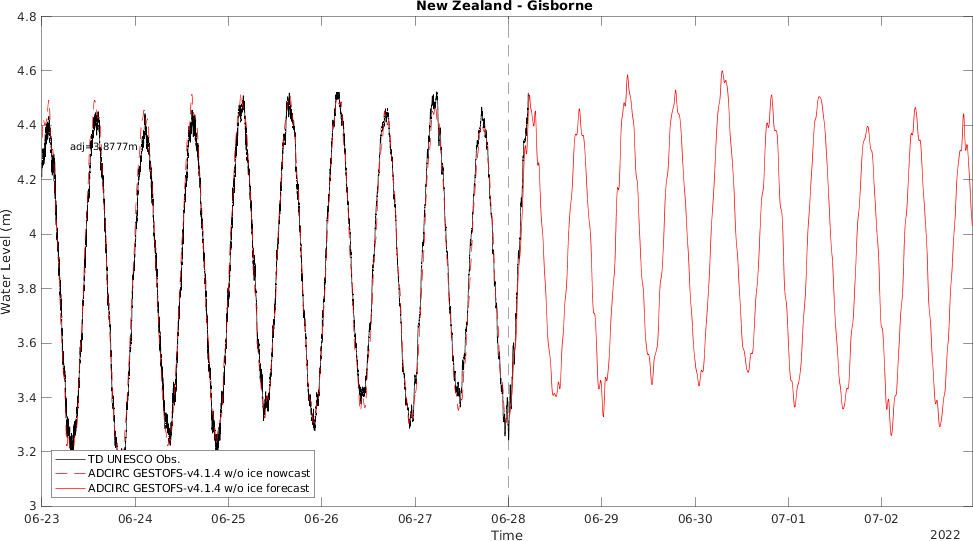 New Zealand - Gisborne
4.8
4.6
4.4
adj=3.8777m
4.2
4
3.8
3.6
3.4
3.2
3
Water Level (m)
TD UNESCO Obs.
ADCIRC GESTOFS-v4.1.4 w/o ice nowcast
ADCIRC GESTOFS-v4.1.4 w/o ice forecast
06-23 06-24 06-25 06-26 06-27 06-28 06-29 06-30 07-01 07-02
Time
2022